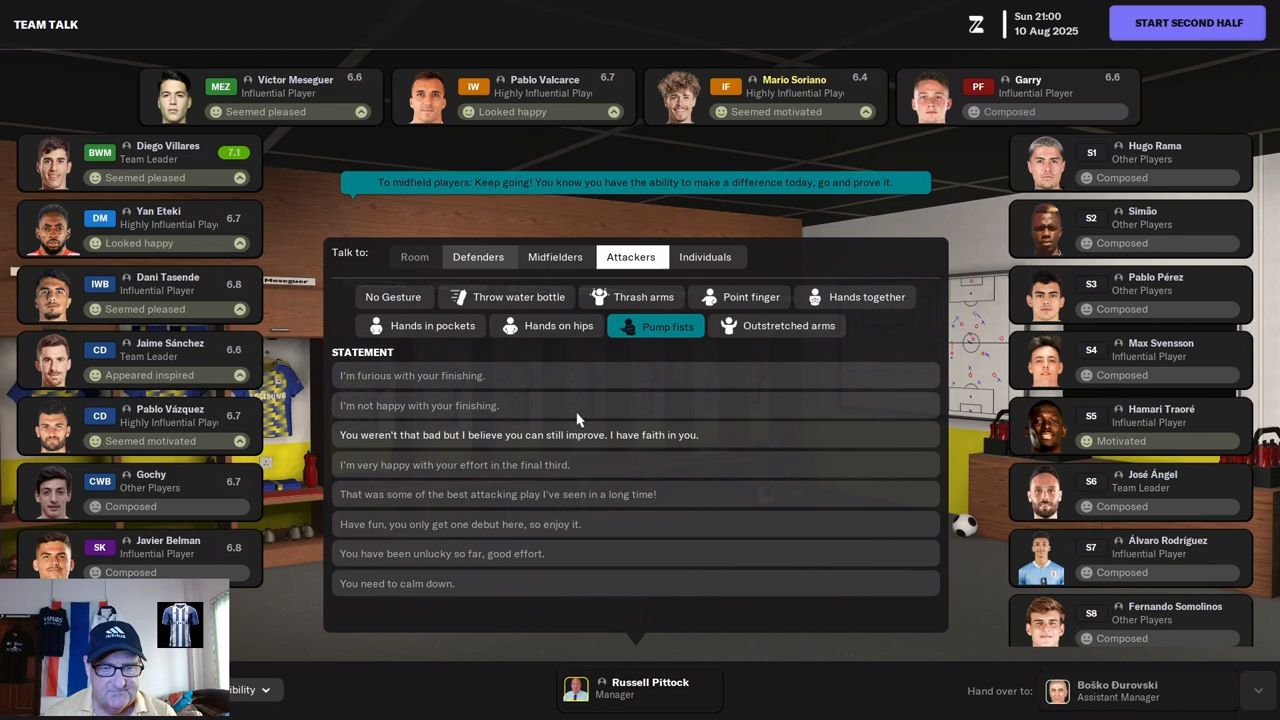 TEAM TALK
Sun 21:00
10 Aug 2025
START SECOND HALF
MEZ
Víctor Meseguer
6.6
Influential Player
Seemed pleased
IW
Pablo Valcarce
6.7
Highly Influential Play
Looked happy
IF
Mario Soriano
6.4
Highly Influential Play
Seemed motivated
PF
Garry
6.6
Influential Player
Composed
BWM
Diego Villares
7.1
Team Leader
Seemed pleased
DM
Yan Eteki
6.7
Highly Influential Play
Looked happy
IWB
Dani Tasende
6.8
Influential Player
Seemed pleased
CD
Jaime Sánchez
6.6
Team Leader
Appeared inspired
CD
Pablo Vázquez
6.7
Highly Influential Play
Seemed motivated
CWB
Gochy
6.7
Other Players
Composed
SK
Javier Belman
6.8
Influential Player
Composed
To midfield players: Keep going! You know you have the ability to make a difference today, go and prove it.
Meseguer
Talk to:
Room
Defenders
Midfielders
Attackers
Individuals
No Gesture
Throw water bottle
Thrash arms
Point finger
Hands together
Hands in pockets
Hands on hips
Pump fists
Outstretched arms
STATEMENT
I'm furious with your finishing.
I'm not happy with your finishing.
You weren't that bad but I believe you can still improve. I have faith in you.
I'm very happy with your effort in the final third.
That was some of the best attacking play I've seen in a long time!
Have fun, you only get one debut here, so enjoy it.
You have been unlucky so far, good effort.
You need to calm down.
S1
Hugo Rama
Other Players
Composed
S2
Simão
Other Players
Composed
S3
Pablo Pérez
Other Players
Composed
S4
Max Svensson
Influential Player
Composed
S5
Hamari Traoré
Influential Player
Motivated
S6
José Ángel
Team Leader
Composed
S7
Álvaro Rodríguez
Influential Player
Composed
S8
Fernando Somolinos
Other Players
Composed
adidas
ibility
Russell Pittock
Manager
Hand over to:
Boško Đurovski
Assistant Manager